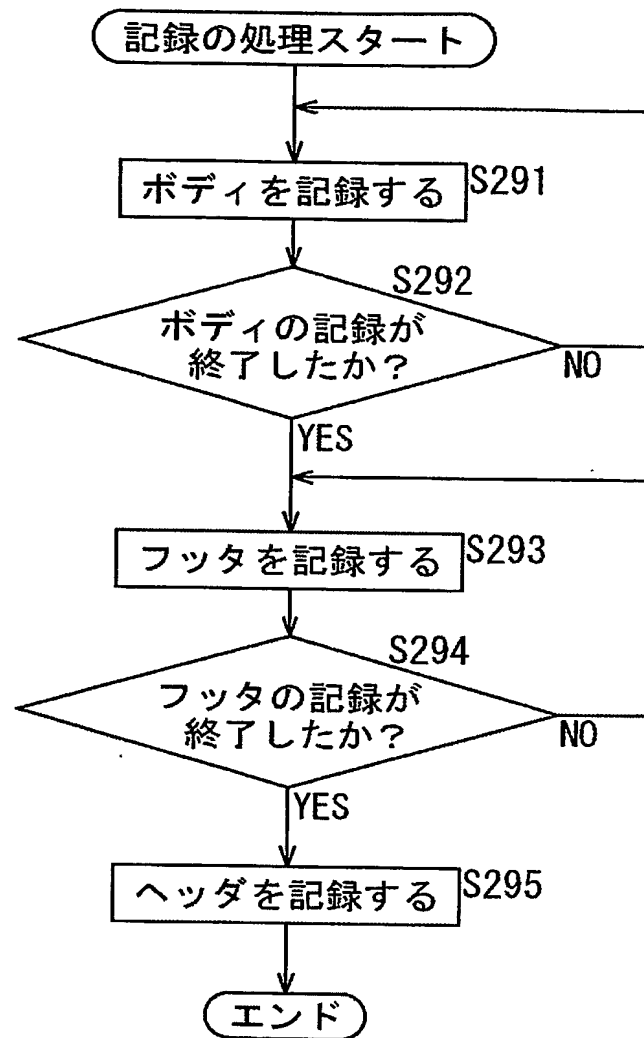 記録の処理スタート
ボディを記録する
S291
S292
ボディの記録が
終了したか？
NO
YES
フッタを記録する
S293
S294
フッタの記録が
終了したか？
NO
YES
ヘッダを記録する
S295
エンド